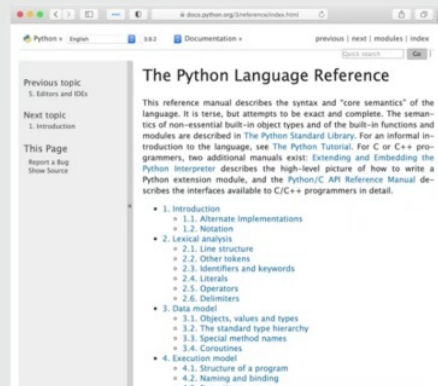 docs.python.org/3/reference/index.html
Python » English 3.9.2 Documentation » previous | next | modules | index
Quick search Go |
Previous topic
5. Editors and IDEs
Next topic
1. Introduction
This Page
Report a Bug
Show Source
The Python Language Reference
This reference manual describes the syntax and “core semantics” of the
language. It is terse, but attempts to be exact and complete. The seman-
tics of non-essential built-in object types and of the built-in functions and
modules are described in The Python Standard Library. For an informal in-
troduction to the language, see The Python Tutorial. For C or C++ pro-
grammers, two additional manuals exist: Extending and Embedding the
Python Interpreter describes the high-level picture of how to write a
Python extension module, and the Python/C API Reference Manual de-
scribes the interfaces available to C/C++ programmers in detail.
1. Introduction
1.1. Alternate Implementations
1.2. Notation
2. Lexical analysis
2.1. Line structure
2.2. Other tokens
2.3. Identifiers and keywords
2.4. Literals
2.5. Operators
2.6. Delimiters
3. Data model
3.1. Objects, values and types
3.2. The standard type hierarchy
3.3. Special method names
3.4. Coroutines
4. Execution model
4.1. Structure of a program
4.2. Naming and binding